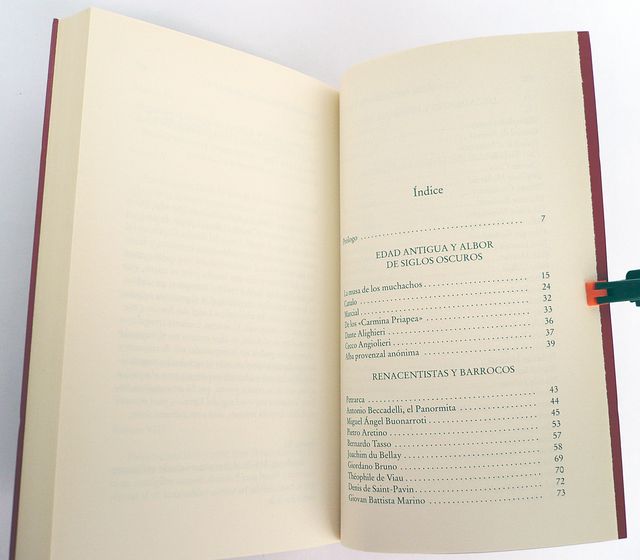 Índice
Prólogo . . . . . . . . . . . . . . . . . . . . . . . . . . . . 7
EDAD ANTIGUA Y ALBOR
DE SIGLOS OSCUROS
La musa de los muchachos . . . . . . . . . . . . . . . . . . 15
Catulo . . . . . . . . . . . . . . . . . . . . . . . . . . . . 24
Marcial . . . . . . . . . . . . . . . . . . . . . . . . . . . . 32
De los «Carmina Priapea» . . . . . . . . . . . . . . . . . . 33
Dante Alighieri . . . . . . . . . . . . . . . . . . . . . . . . 36
Cecco Angiolieri . . . . . . . . . . . . . . . . . . . . . . . 37
Alba provenzal anónima . . . . . . . . . . . . . . . . . . . 39
RENACENTISTAS Y BARROCOS
Petrarca . . . . . . . . . . . . . . . . . . . . . . . . . . . . 43
Antonio Beccadelli, el Panormita . . . . . . . . . . . . . . 44
Miguel Ángel Buonarroti . . . . . . . . . . . . . . . . . . . 45
Pietro Aretino . . . . . . . . . . . . . . . . . . . . . . . . 53
Bernardo Tasso . . . . . . . . . . . . . . . . . . . . . . . . 57
Joachim du Bellay . . . . . . . . . . . . . . . . . . . . . . 58
Giordano Bruno . . . . . . . . . . . . . . . . . . . . . . . 69
Théophile de Viau . . . . . . . . . . . . . . . . . . . . . . 70
Denis de Saint-Pavin . . . . . . . . . . . . . . . . . . . . . 72
Giovan Battista Marino . . . . . . . . . . . . . . . . . . . 73